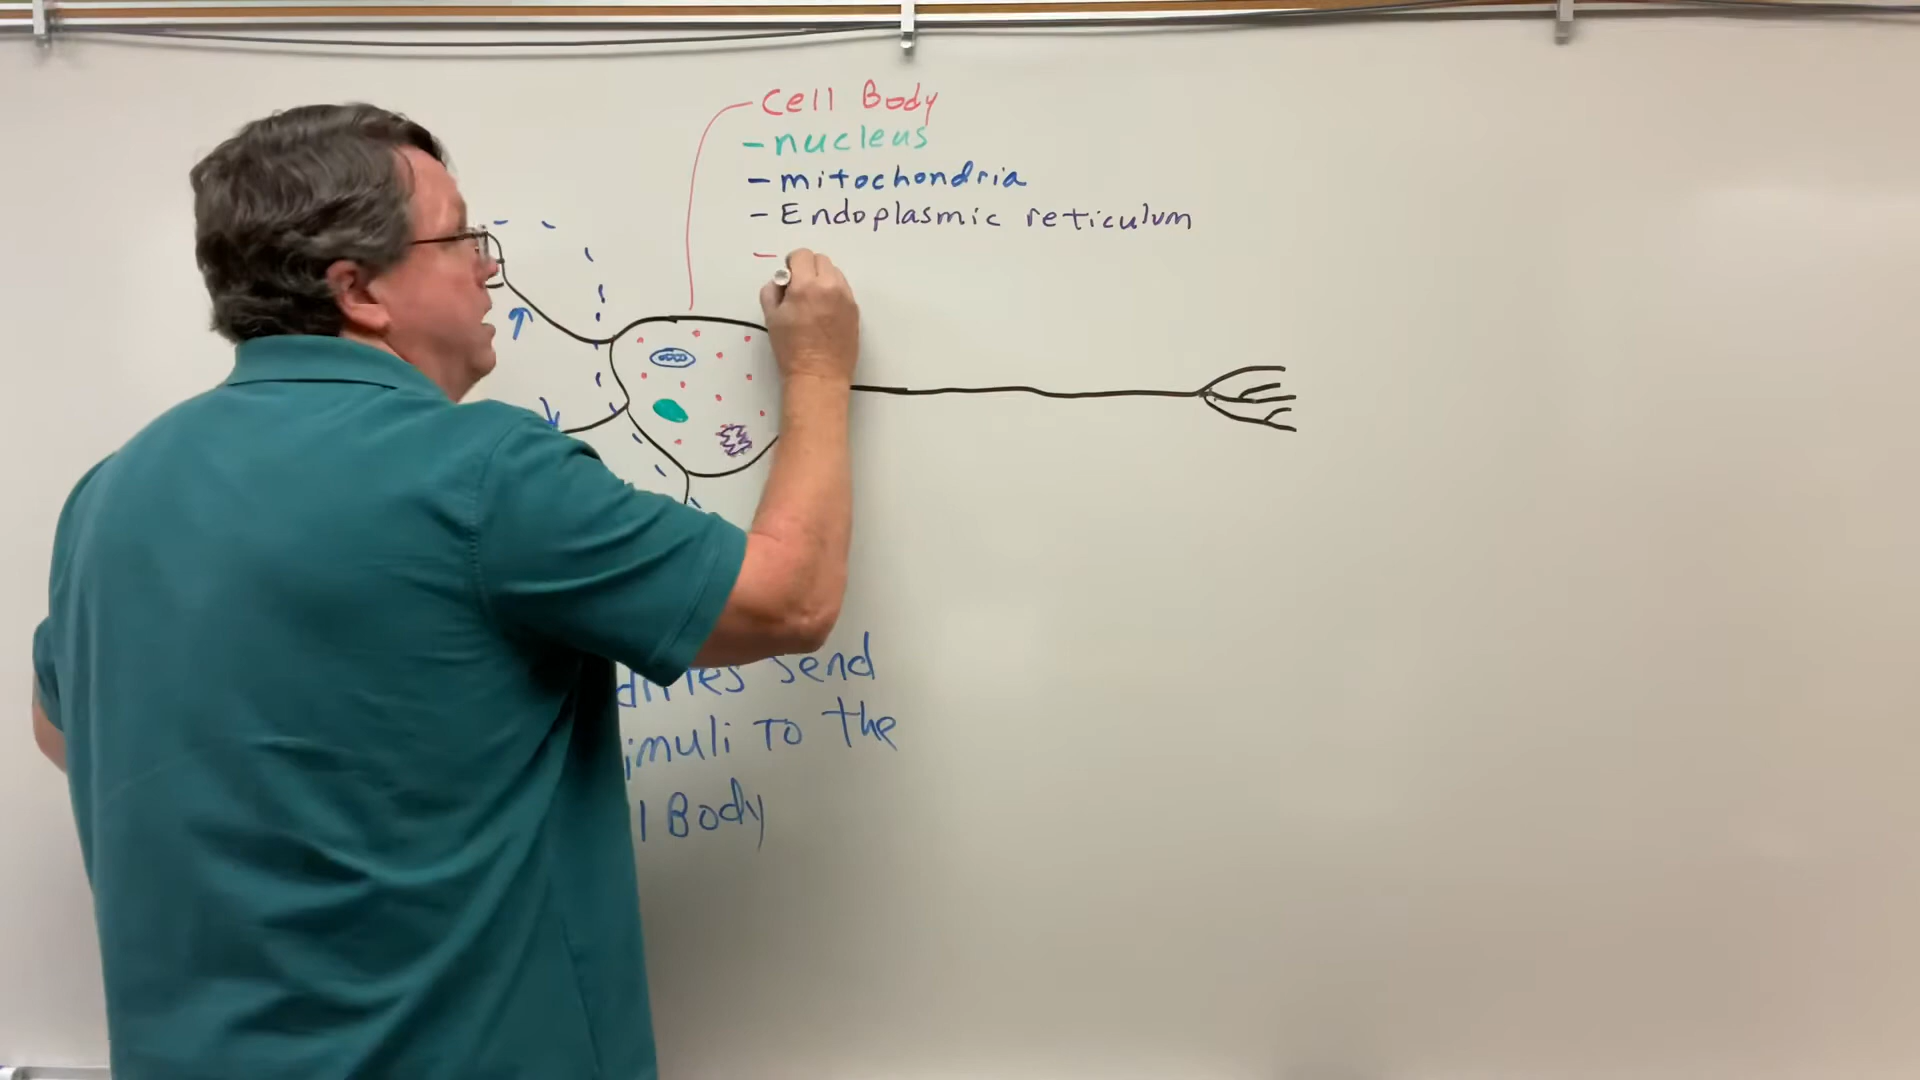 Cell Body
- nucleus
- mitochondria
- Endoplasmic reticulum
-
send
to the
Body